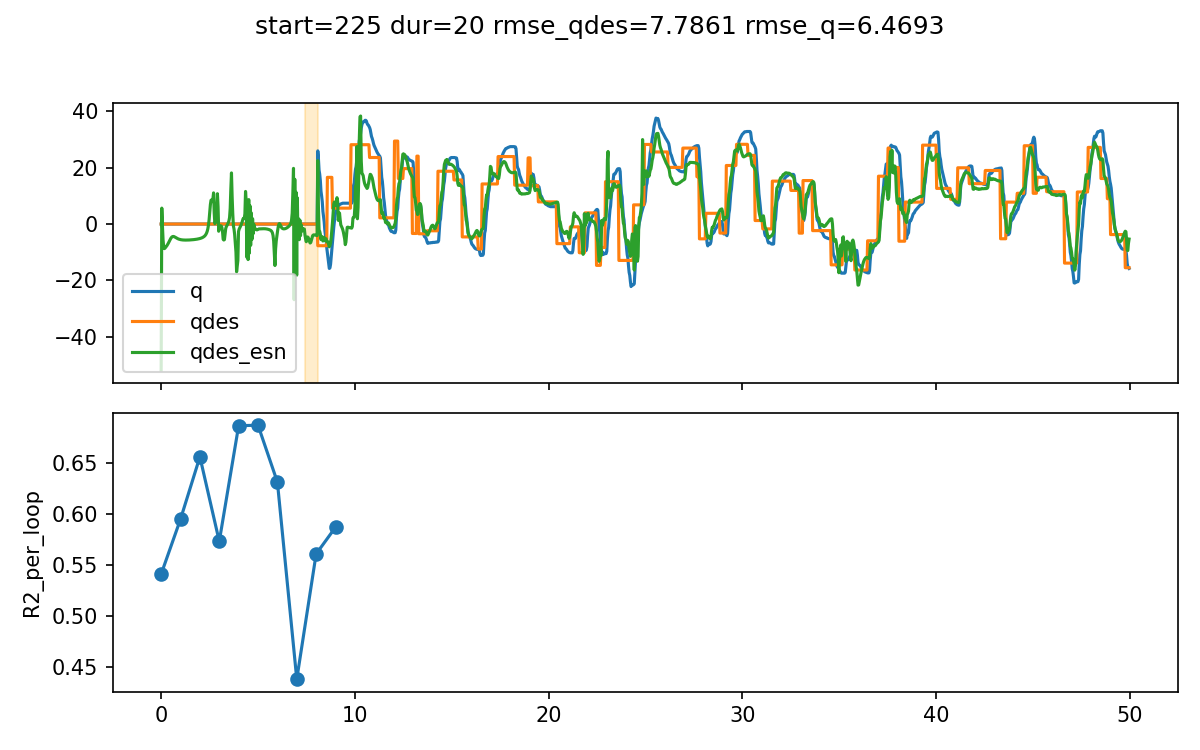 start=225 dur=20 rmse_qdes=7.7861 rmse_q=6.4693
40
20
0
−20
−40
q
qdes
qdes_esn
R2_per_loop
0.65
0.60
0.55
0.50
0.45
0 10 20 30 40 50